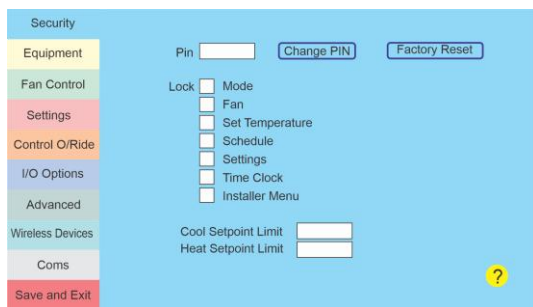 Security
Equipment
Fan Control
Settings
Control O/Ride
I/O Options
Advanced
Wireless Devices
Coms
Save and Exit
Pin Change PIN Factory Reset
Lock Mode
Fan
Set Temperature
Schedule
Settings
Time Clock
Installer Menu
Cool Setpoint Limit
Heat Setpoint Limit
?